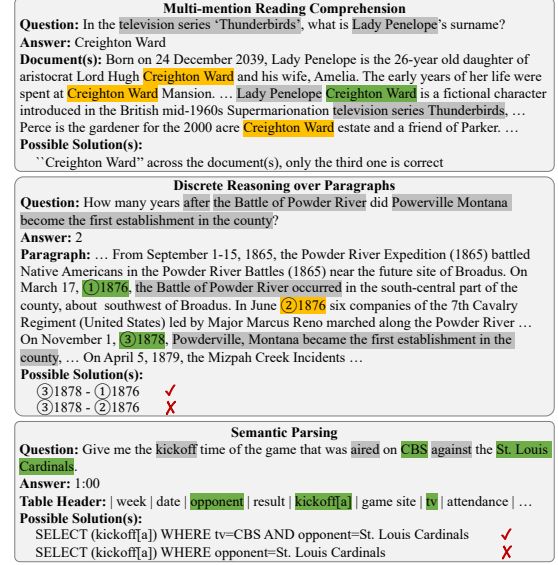 Multi-mention Reading Comprehension
Question: In the television series ‘Thunderbirds’, what is Lady Penelope’s surname?
Answer: Creighton Ward
Document(s): Born on 24 December 2039, Lady Penelope is the 26-year old daughter of
aristocrat Lord Hugh Creighton Ward and his wife, Amelia. The early years of her life were
spent at Creighton Ward Mansion. … Lady Penelope Creighton Ward is a fictional character
introduced in the British mid-1960s Supermarionation television series Thunderbirds, …
Perce is the gardener for the 2000 acre Creighton Ward estate and a friend of Parker. …
Possible Solution(s):
``Creighton Ward’’ across the document(s), only the third one is correct
Discrete Reasoning over Paragraphs
Question: How many years after the Battle of Powder River did Powerville Montana
become the first establishment in the county?
Answer: 2
Paragraph: … From September 1-15, 1865, the Powder River Expedition (1865) battled
Native Americans in the Powder River Battles (1865) near the future site of Broadus. On
March 17, ①1876, the Battle of Powder River occurred in the south-central part of the
county, about southwest of Broadus. In June ②1876 six companies of the 7th Cavalry
Regiment (United States) led by Major Marcus Reno marched along the Powder River …
On November 1, ③1878, Powderville, Montana became the first establishment in the
county, … On April 5, 1879, the Mizpah Creek Incidents …
Possible Solution(s):
③1878 - ①1876 ✓
③1878 - ②1876 ✗
Semantic Parsing
Question: Give me the kickoff time of the game that was aired on CBS against the St. Louis
Cardinals.
Answer: 1:00
Table Header: | week | date | opponent | result | kickoff[a] | game site | tv | attendance | …
Possible Solution(s):
SELECT (kickoff[a]) WHERE tv=CBS AND opponent=St. Louis Cardinals ✓
SELECT (kickoff[a]) WHERE opponent=St. Louis Cardinals ✗